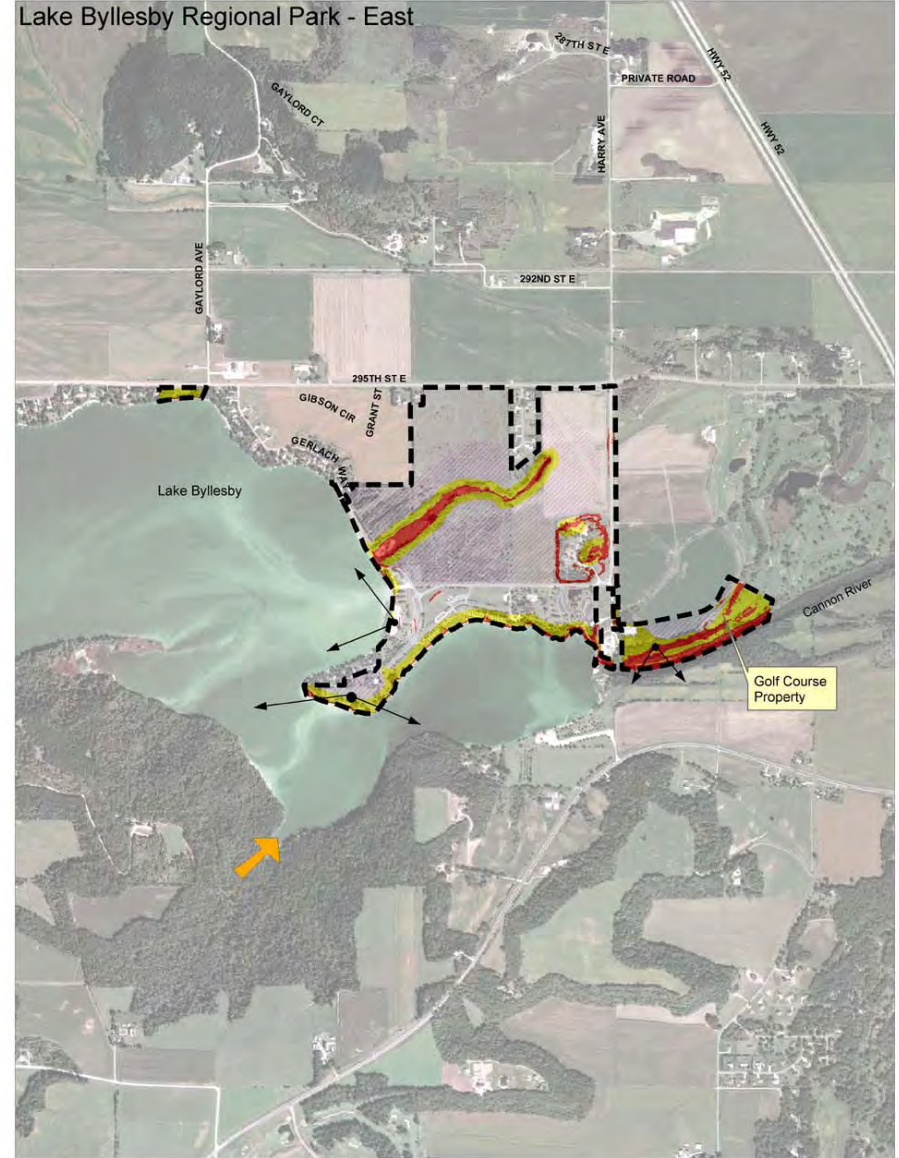 Lake Byllesby Regional Park - East
287TH ST E
PRIVATE ROAD
HWY 52
GAYLORD CT
HWY 52
HARRY AVE
GAYLORD AVE
292ND ST E
295TH ST E
GIBSON CIR
GRANT ST
GERLACH WAY
Lake Byllesby
Cannon River
Golf Course
Property